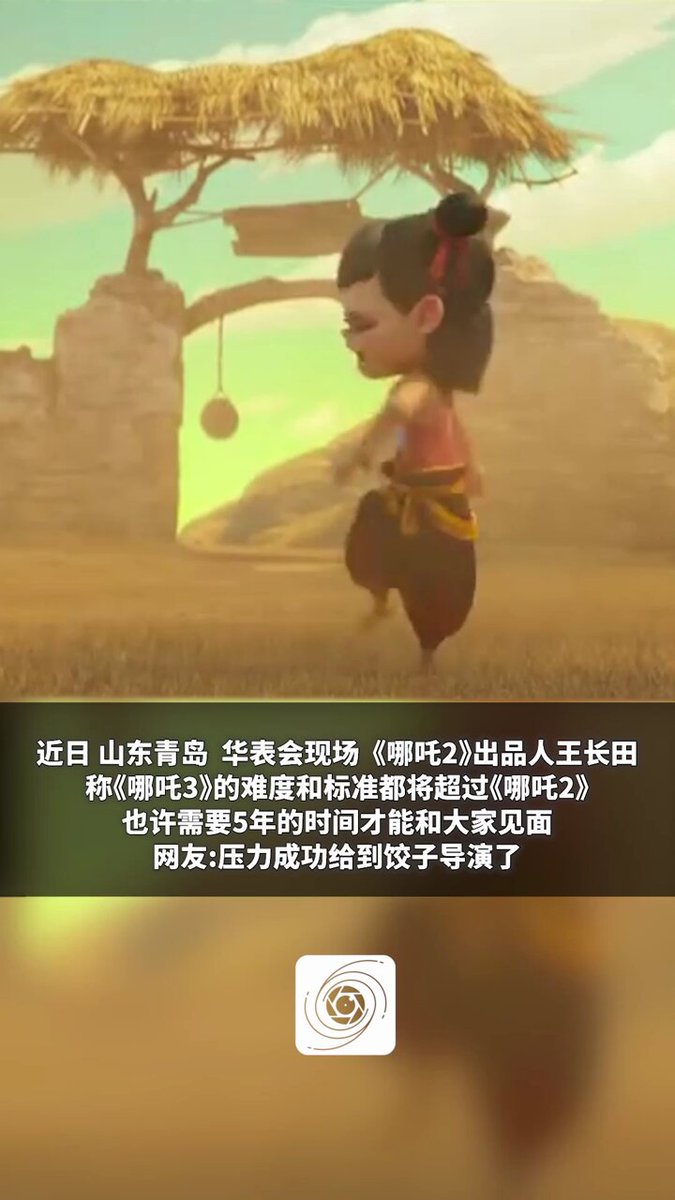 近日 山东青岛 华表会现场《哪吒2》出品人王长田
称《哪吒3》的难度和标准都将超过《哪吒2》
也许需要5年的时间才能和大家见面
网友:压力成功给到饺子导演了